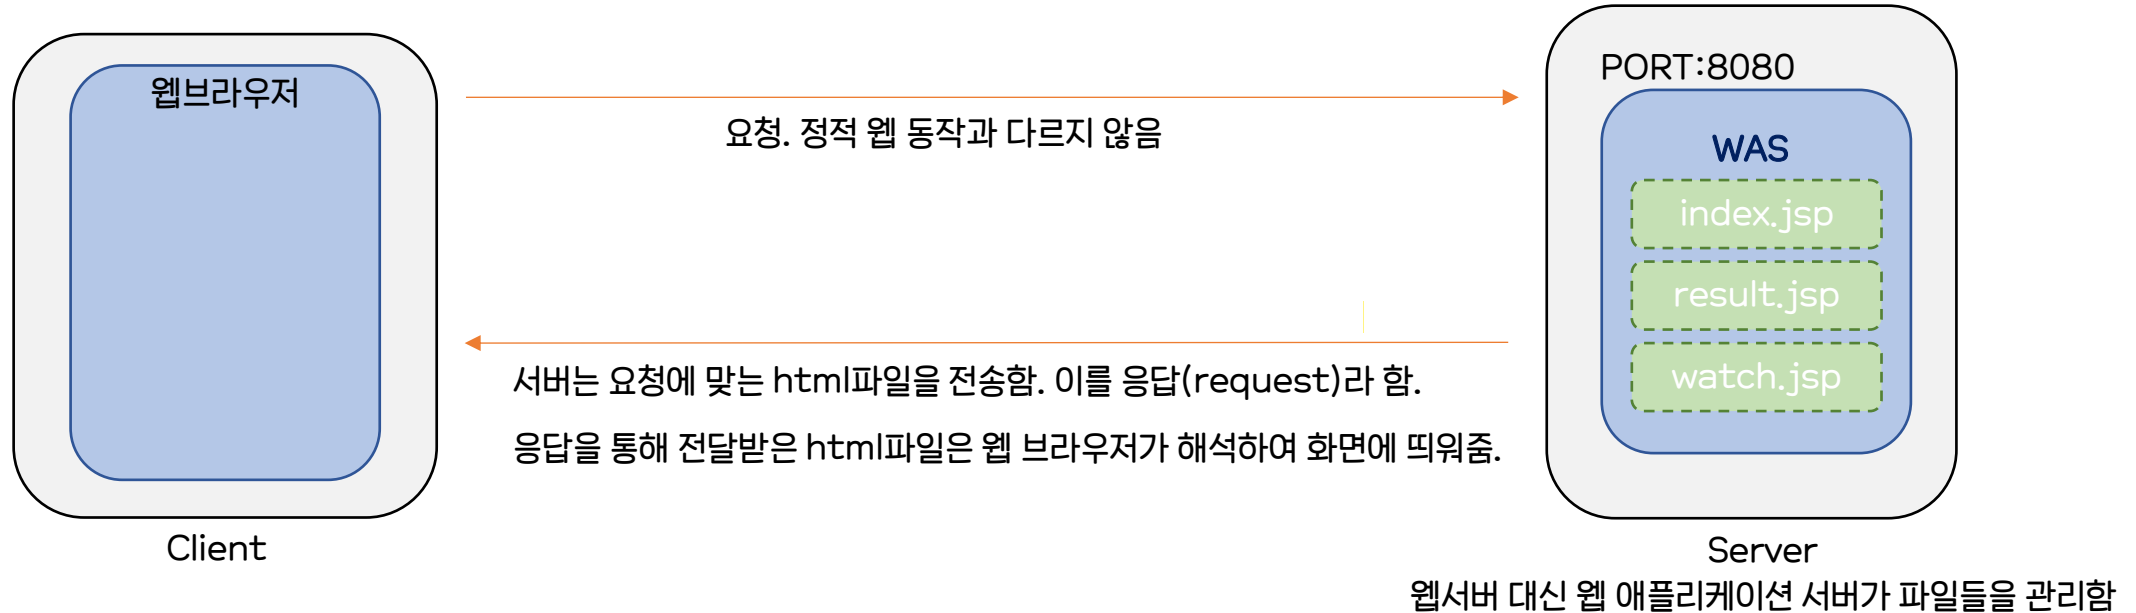 웹브라우저
요청. 정적 웹 동작과 다르지 않음
서버는 요청에 맞는 html파일을 전송함. 이를 응답(request)라 함.
응답을 통해 전달받은 html파일은 웹 브라우저가 해석하여 화면에 띄워줌.
Client
PORT:8080
WAS
index.jsp
result.jsp
watch.jsp
Server
웹서버 대신 웹 애플리케이션 서버가 파일들을 관리함